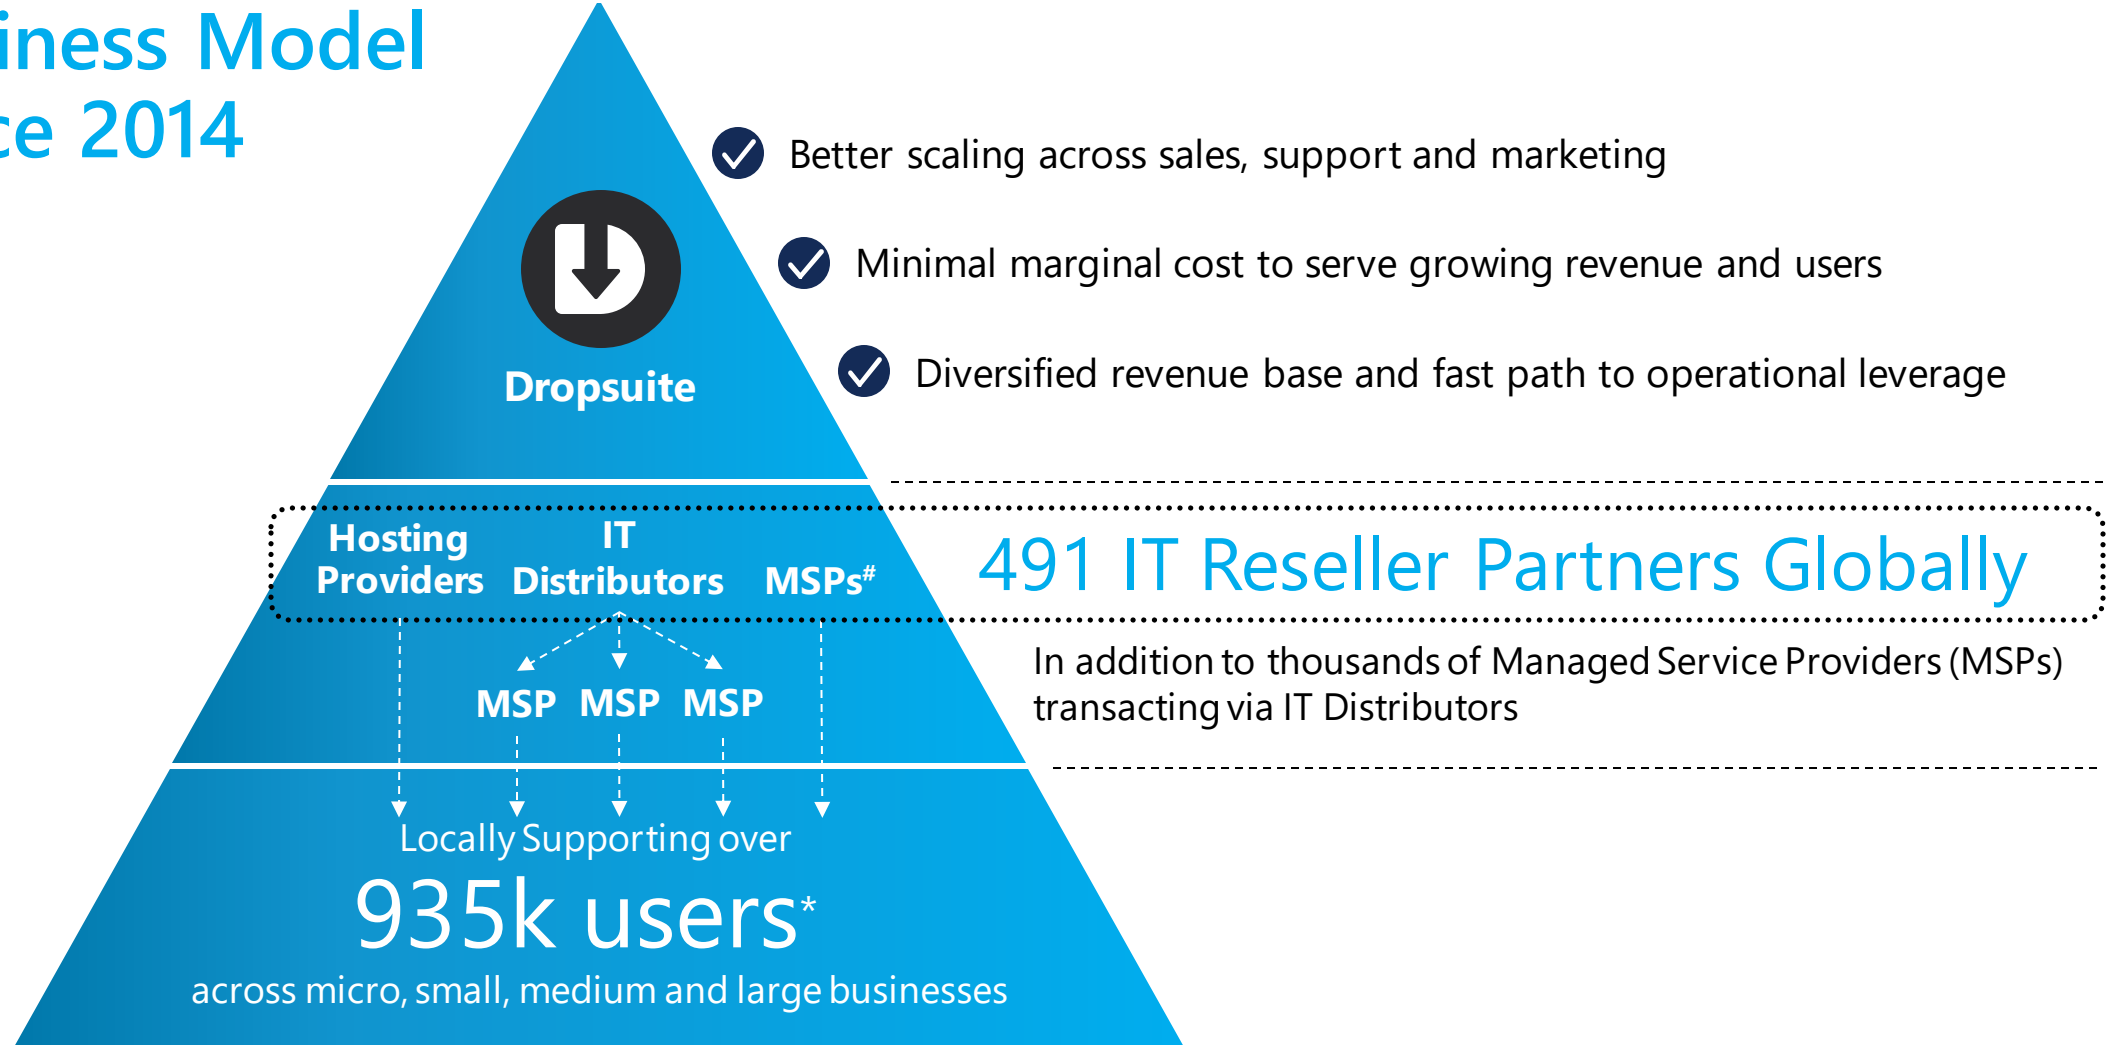 iness Model
ce 2014
Better scaling across sales, support and marketing
Minimal marginal cost to serve growing revenue and users
Diversified revenue base and fast path to operational leverage
Dropsuite
Hosting
Providers
IT
Distributors
MSPs#
491 IT Reseller Partners Globally
In addition to thousands of Managed Service Providers (MSPs)
transacting via IT Distributors
MSP MSP MSP
Locally Supporting over
935k users*
across micro, small, medium and large businesses